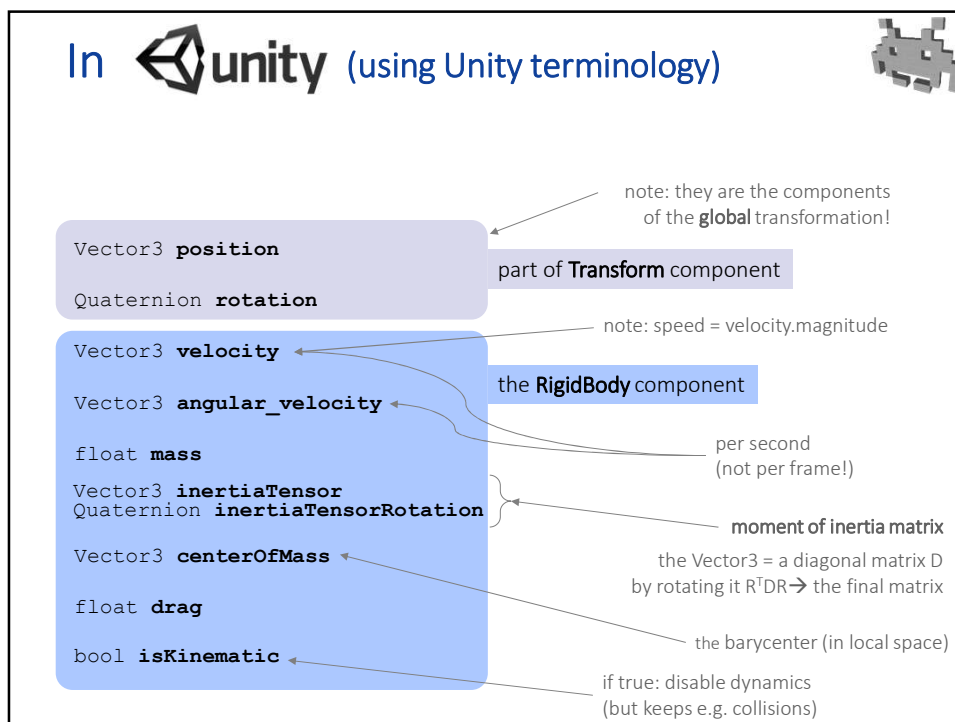 In unity (using Unity terminology)
note: they are the components
of the global transformation!
Vector3 position
part of Transform component
Quaternion rotation
note: speed = velocity.magnitude
Vector3 velocity
the RigidBody component
Vector3 angular_velocity
per second
(not per frame!)
float mass
Vector3 inertiaTensor
Quaternion inertiaTensorRotation
moment of inertia matrix
the Vector3 = a diagonal matrix D
by rotating it RᵀDR→ the final matrix
Vector3 centerOfMass
float drag
the barycenter (in local space)
bool isKinematic
if true: disable dynamics
(but keeps e.g. collisions)